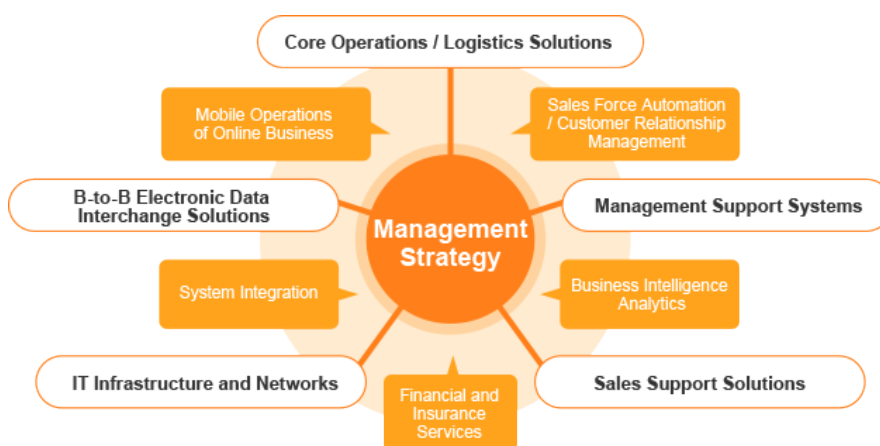 Core Operations / Logistics Solutions
Mobile Operations
of Online Business
Sales Force Automation
/ Customer Relationship
Management
B-to-B Electronic Data
Interchange Solutions
Management
Strategy
Management Support Systems
System Integration
Business Intelligence
Analytics
IT Infrastructure and Networks
Financial and
Insurance
Services
Sales Support Solutions